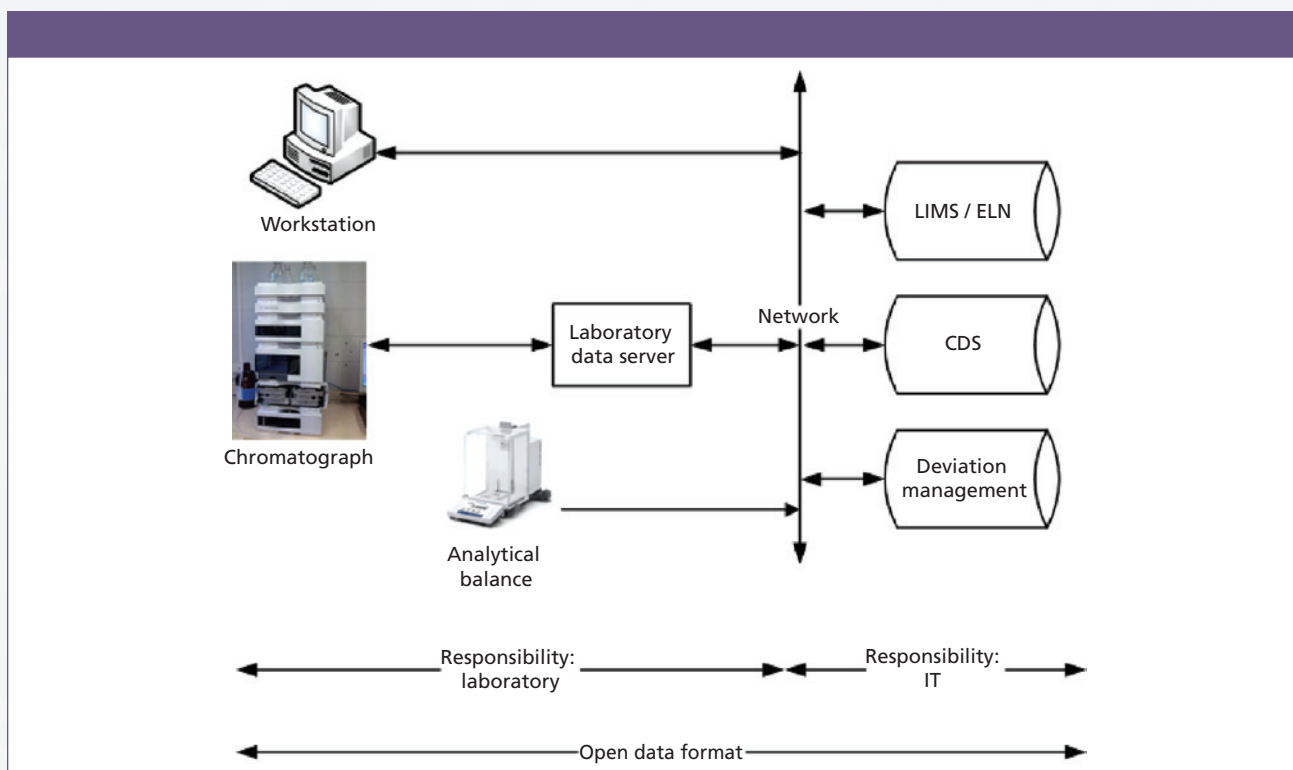 Workstation
LIMS / ELN
Chromatograph
Laboratory
data server
Network
CDS
Analytical
balance
Deviation
management
Responsibility:
laboratory
Responsibility:
IT
Open data format